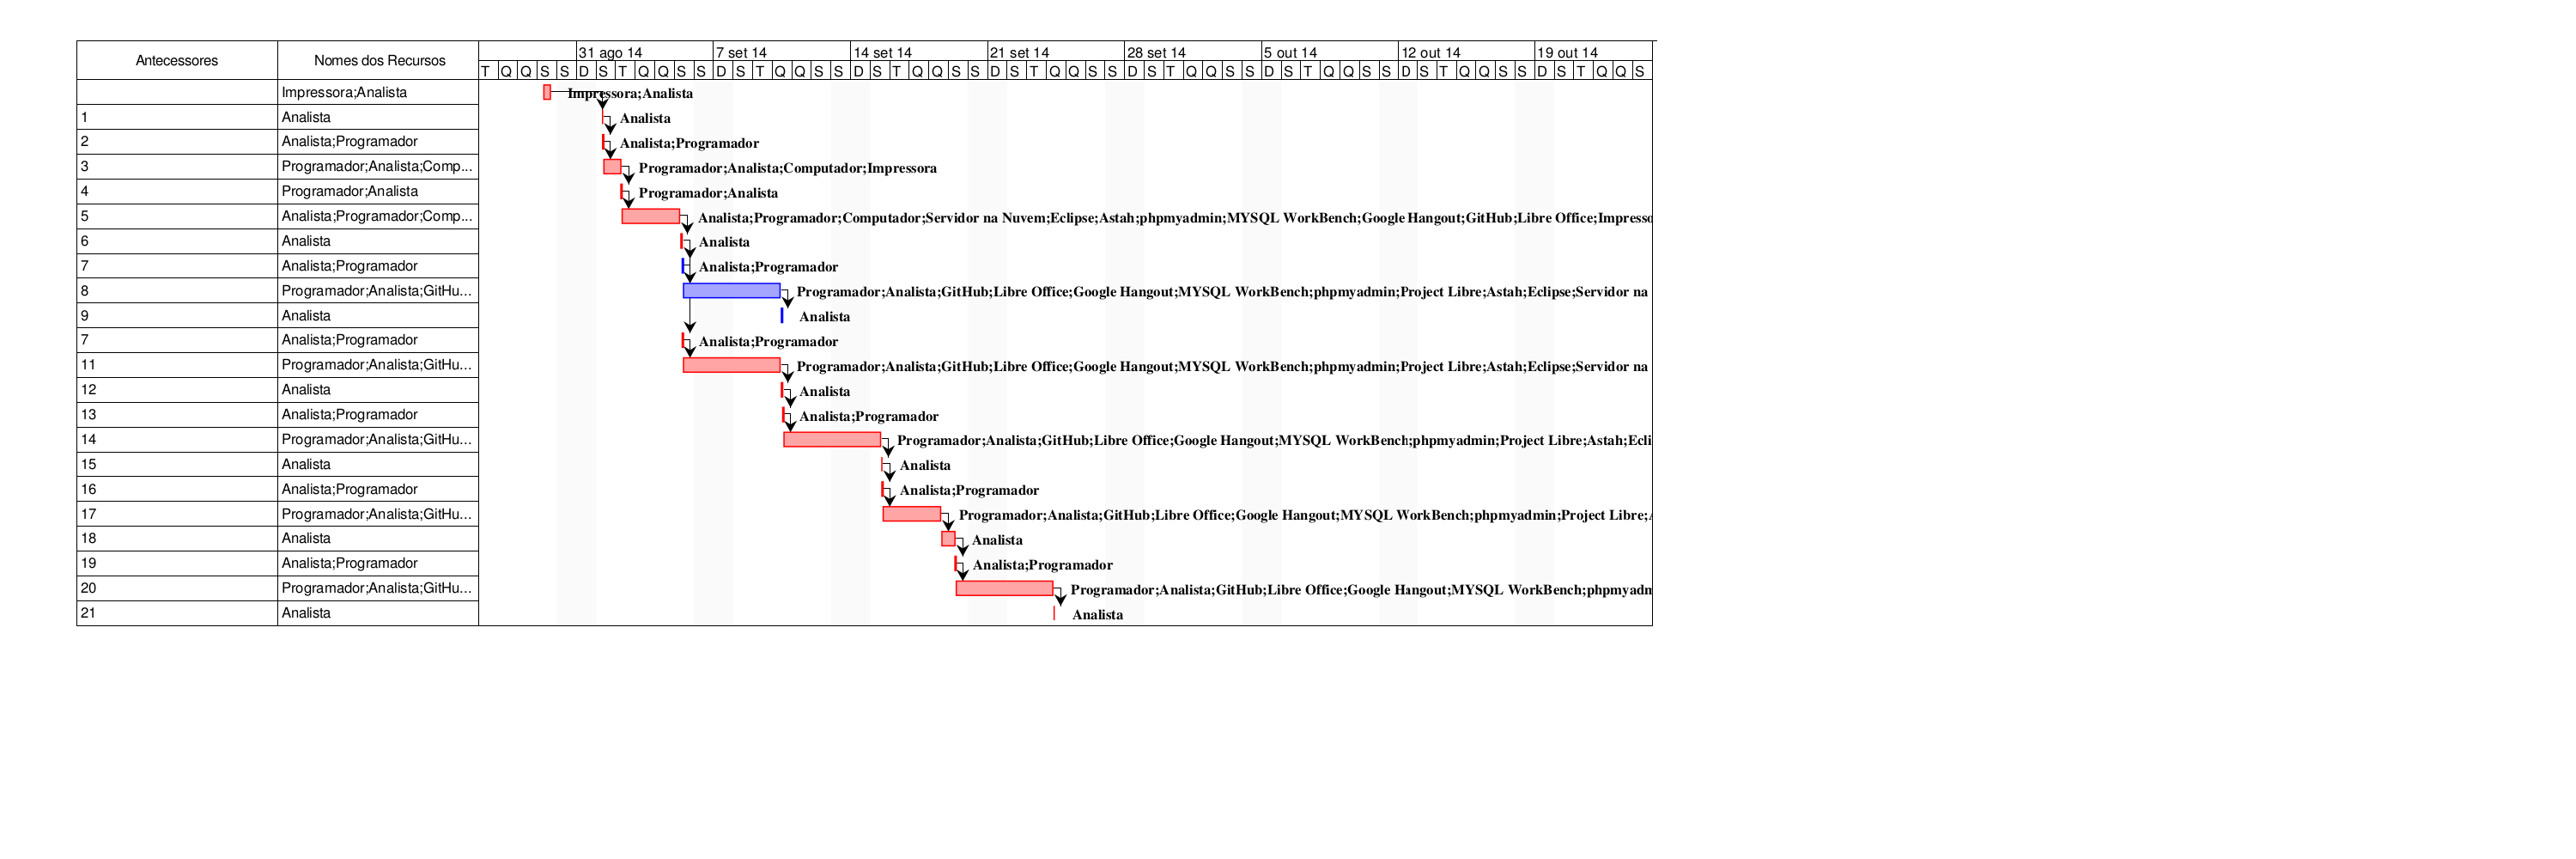 Antecessores Nomes dos Recursos 31 ago 14 7 set 14 14 set 14 21 set 14 28 set 14 5 out 14 12 out 14 19 out 14
T Q Q S S D S T Q Q S S D S T Q Q S S D S T Q Q S S D S T Q Q S S D S T Q Q S S D S T Q Q S S D S T Q Q S S D S T Q Q S
Impressora;Analista Impressora;Analista
1 Analista Analista
2 Analista;Programador Analista;Programador
3 Programador;Analista;Comp... Programador;Analista;Computador;Impressora
4 Programador;Analista Programador;Analista
5 Analista;Programador;Comp... Analista;Programador;Computador;Servidor na Nuvem;Eclipse;Astah;phpmyadmin;MYSQL WorkBench;Google Hangout;GitHub;Libre Office;Impresso
6 Analista Analista
7 Analista;Programador Analista;Programador
8 Programador;Analista;GitHu... Programador;Analista;GitHub;Libre Office;Google Hangout;MYSQL WorkBench;phpmyadmin;Project Libre;Astah;Eclipse;Servidor na
9 Analista Analista
7 Analista;Programador Analista;Programador
11 Programador;Analista;GitHu... Programador;Analista;GitHub;Libre Office;Google Hangout;MYSQL WorkBench;phpmyadmin;Project Libre;Astah;Eclipse;Servidor na
12 Analista Analista
13 Analista;Programador Analista;Programador
14 Programador;Analista;GitHu... Programador;Analista;GitHub;Libre Office;Google Hangout;MYSQL WorkBench;phpmyadmin;Project Libre;Astah;Ecli
15 Analista Analista
16 Analista;Programador Analista;Programador
17 Programador;Analista;GitHu... Programador;Analista;GitHub;Libre Office;Google Hangout;MYSQL WorkBench;phpmyadmin;Project Libre;
18 Analista Analista
19 Analista;Programador Analista;Programador
20 Programador;Analista;GitHu... Programador;Analista;GitHub;Libre Office;Google Hangout;MYSQL WorkBench;phpmyadm
21 Analista Analista